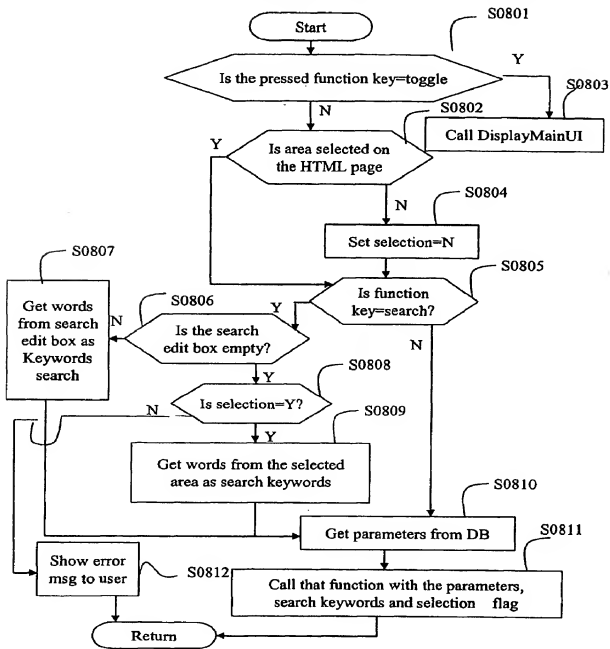 Start
S0801
Is the pressed function key=toggle
Y
S0803
N
S0802
Call DisplayMainUI
Y
Is area selected on
the HTML page
N
S0804
Set selection=N
S0807
S0805
Is function
key=search?
S0806
Y
Get words
from search
edit box as
Keywords
search
N
Is the search
edit box empty?
N
Y
S0808
N
Is selection=Y?
S0809
Y
Get words from the selected
area as search keywords
S0810
Get parameters from DB
S0811
Show error
msg to user
S0812
Call that function with the parameters,
search keywords and selection flag
Return